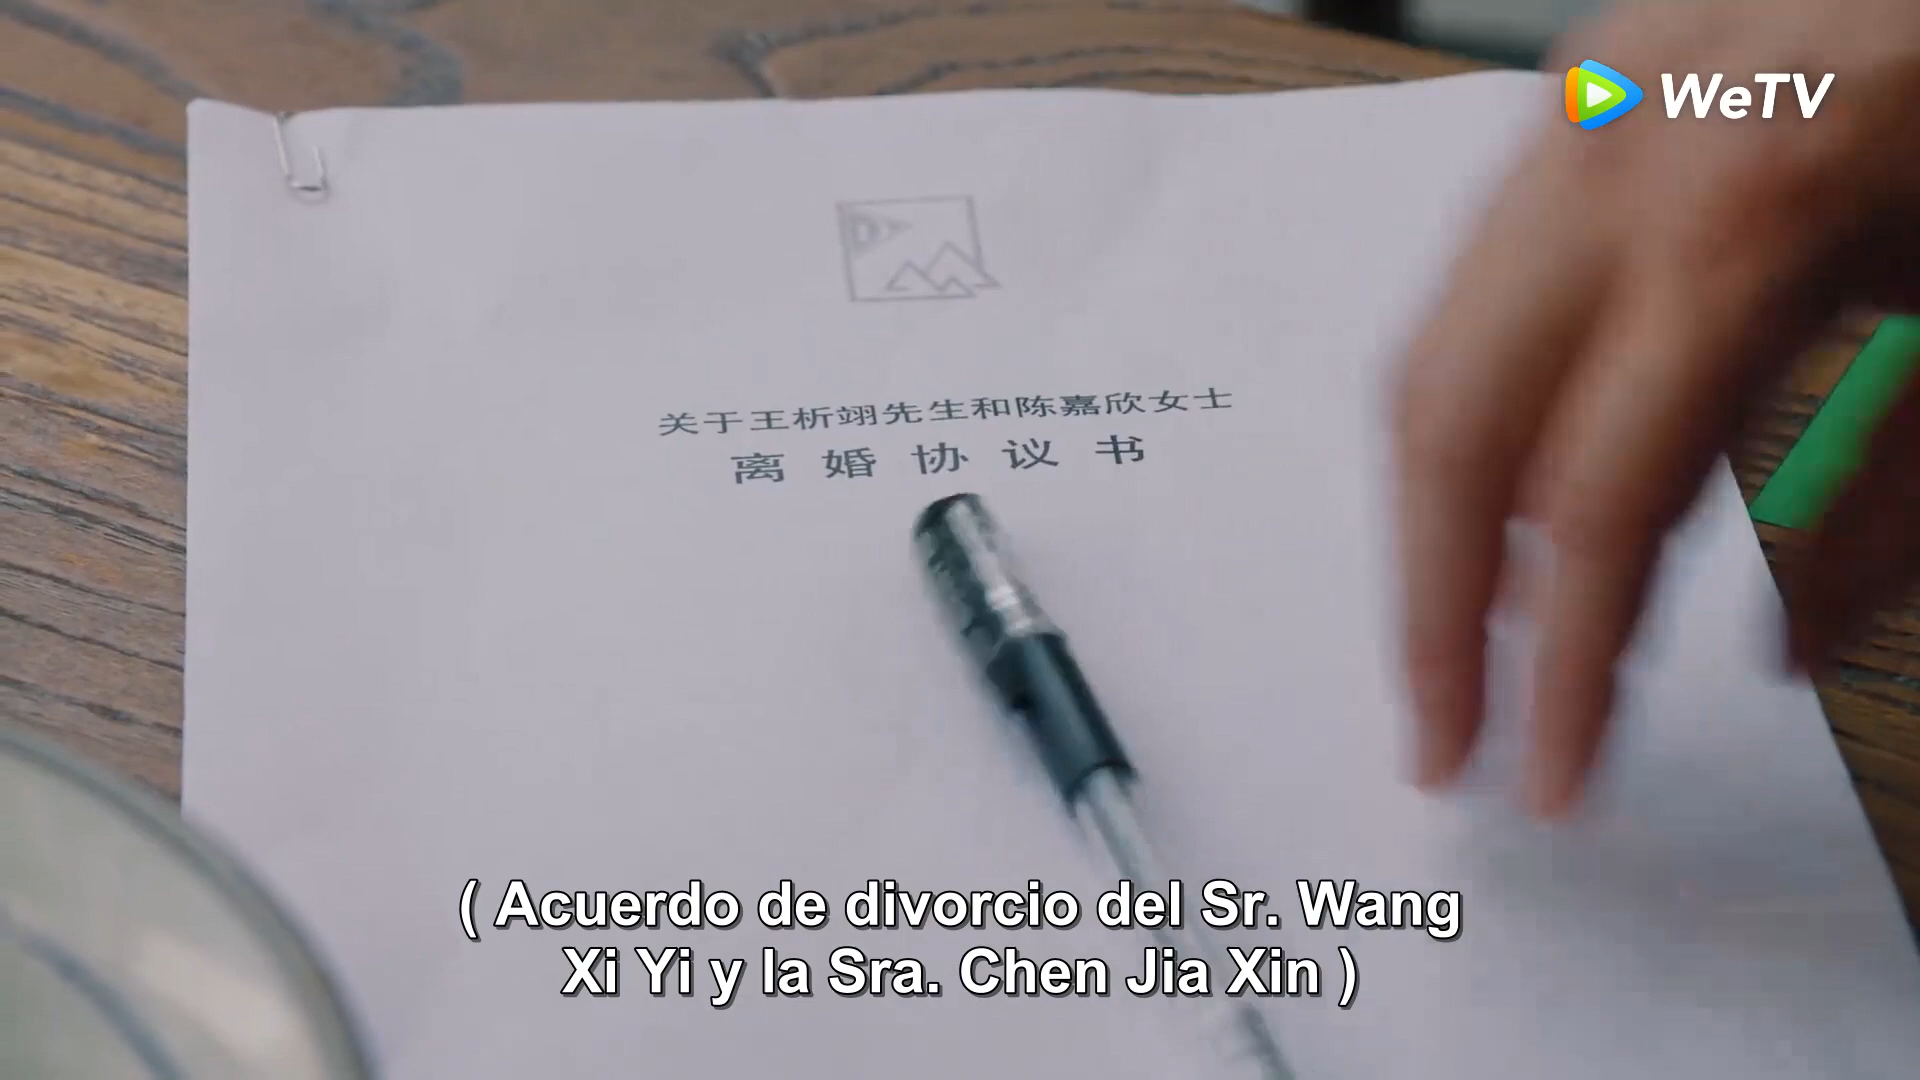 WeTV
关于王析翊先生和陈嘉欣女士
离婚协议书
( Acuerdo de divorcio del Sr. Wang
Xi Yi y la Sra. Chen Jia Xin )